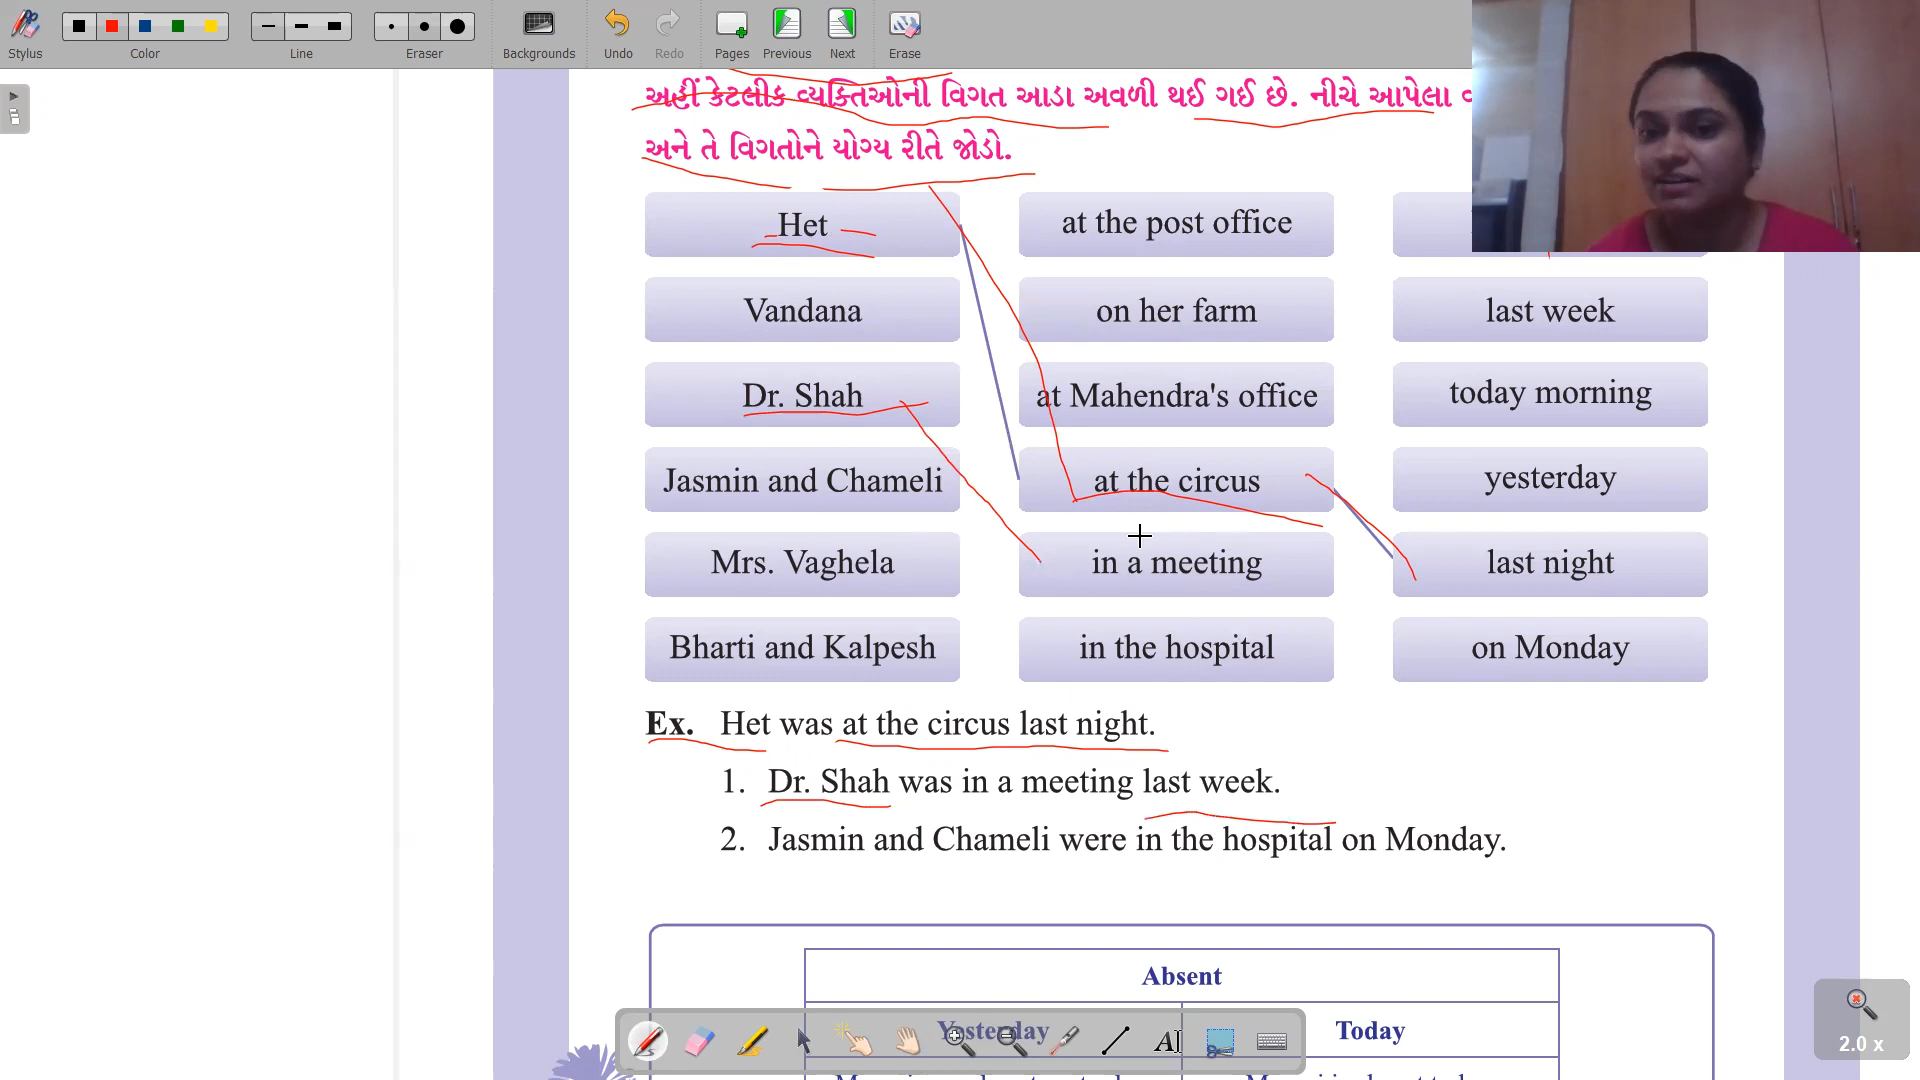 Stylus Color Line Eraser Backgrounds Undo Redo Pages Previous Next Erase
અહીં કેટલીક વ્યક્તિઓની વિગત આડા અવળી થઈ ગઈ છે. નીચે આપેલા
અને તે વિગતોને યોગ્ય રીતે જોડો.
Het at the post office
Vandana on her farm last week
Dr. Shah at Mahendra's office today morning
Jasmin and Chameli at the circus yesterday
Mrs. Vaghela in a meeting last night
Bharti and Kalpesh in the hospital on Monday
Ex. Het was at the circus last night.
1. Dr. Shah was in a meeting last week.
2. Jasmin and Chameli were in the hospital on Monday.
Absent
Yesterday Today
2.0 x